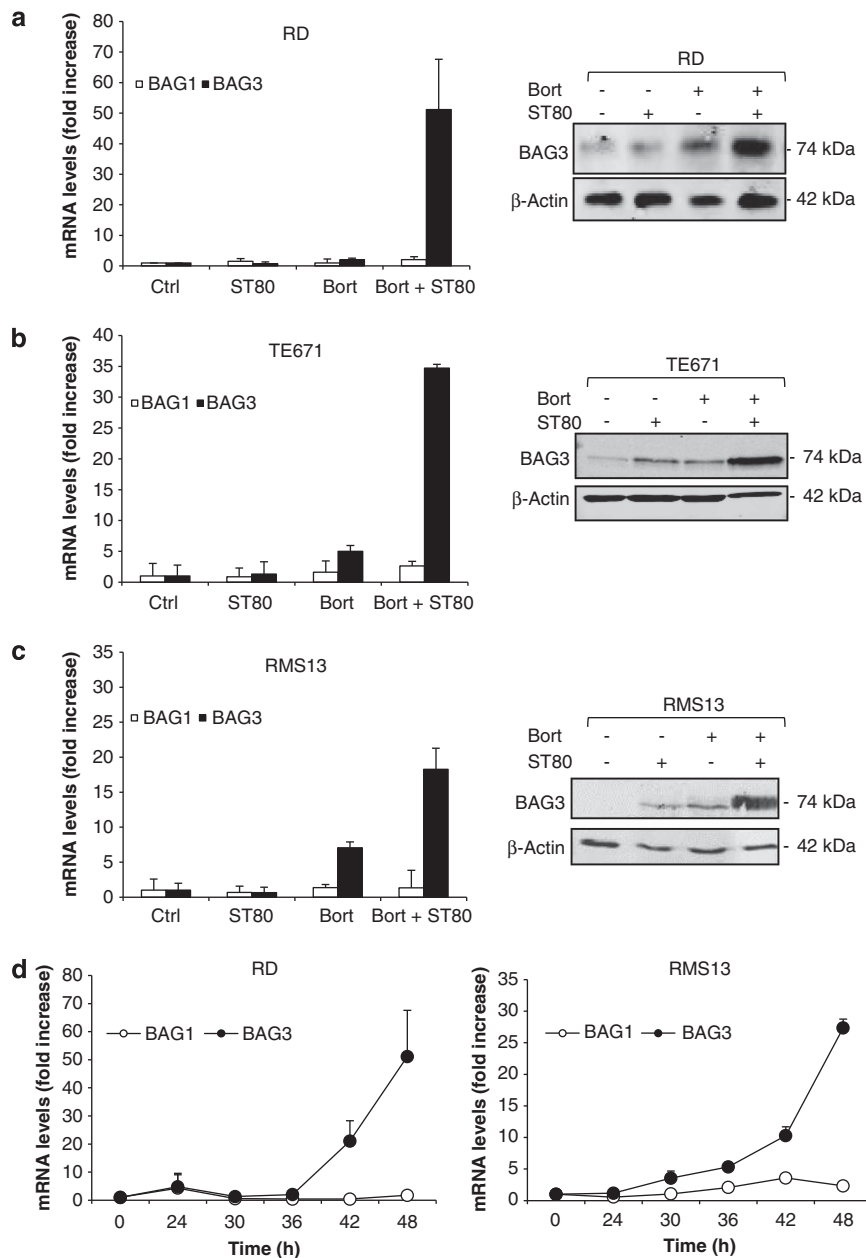 a
RD
mRNA levels (fold increase)
80
70
60
50
40
30
20
10
0
BAG1 BAG3
Ctrl ST80 Bort Bort + ST80
RD
Bort - - + +
ST80 - + - +
BAG3 - 74 kDa
β-Actin - 42 kDa
b
TE671
mRNA levels (fold increase)
40
35
30
25
20
15
10
5
0
BAG1 BAG3
Ctrl ST80 Bort Bort + ST80
TE671
Bort - - + +
ST80 - + - +
BAG3 - 74 kDa
β-Actin - 42 kDa
c
RMS13
mRNA levels (fold increase)
35
30
25
20
15
10
5
0
BAG1 BAG3
Ctrl ST80 Bort Bort + ST80
RMS13
Bort - - + +
ST80 - + - +
BAG3 - 74 kDa
β-Actin - 42 kDa
d
RD
mRNA levels (fold increase)
80
70
60
50
40
30
20
10
0
BAG1 BAG3
0 24 30 36 42 48
Time (h)
RMS13
mRNA levels (fold increase)
35
30
25
20
15
10
5
0
BAG1 BAG3
0 24 30 36 42 48
Time (h)